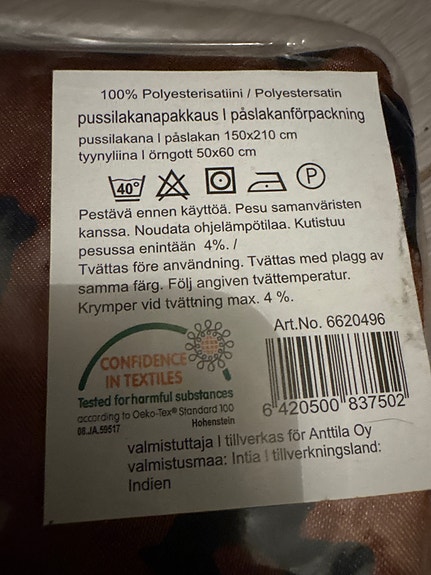 100% Polyesterisatiini / Polyestersatin
pussilakanapakkaus I påslakanförpackning
pussilakana I påslakan 150x210 cm
tyynyliina I örngott 50x60 cm
40° P
Pestävä ennen käyttöä. Pesu samanväristen
kanssa. Noudata ohjelämpötilaa. Kutistuu
pesussa enintään 4%. /
Tvättas före användning. Tvättas med plagg av
samma färg. Följ angiven tvättemperatur.
Krymper vid tvättning max. 4 %.
Art.No. 6620496
CONFIDENCE
IN TEXTILES
Tested for harmful substances
according to Oeko-Tex® Standard 100
08.JA.59517 Hohenstein
6 420500 837502
valmistuttaja I tillverkas för Anttila Oy
valmistusmaa: Intia I tillverkningsland:
Indien